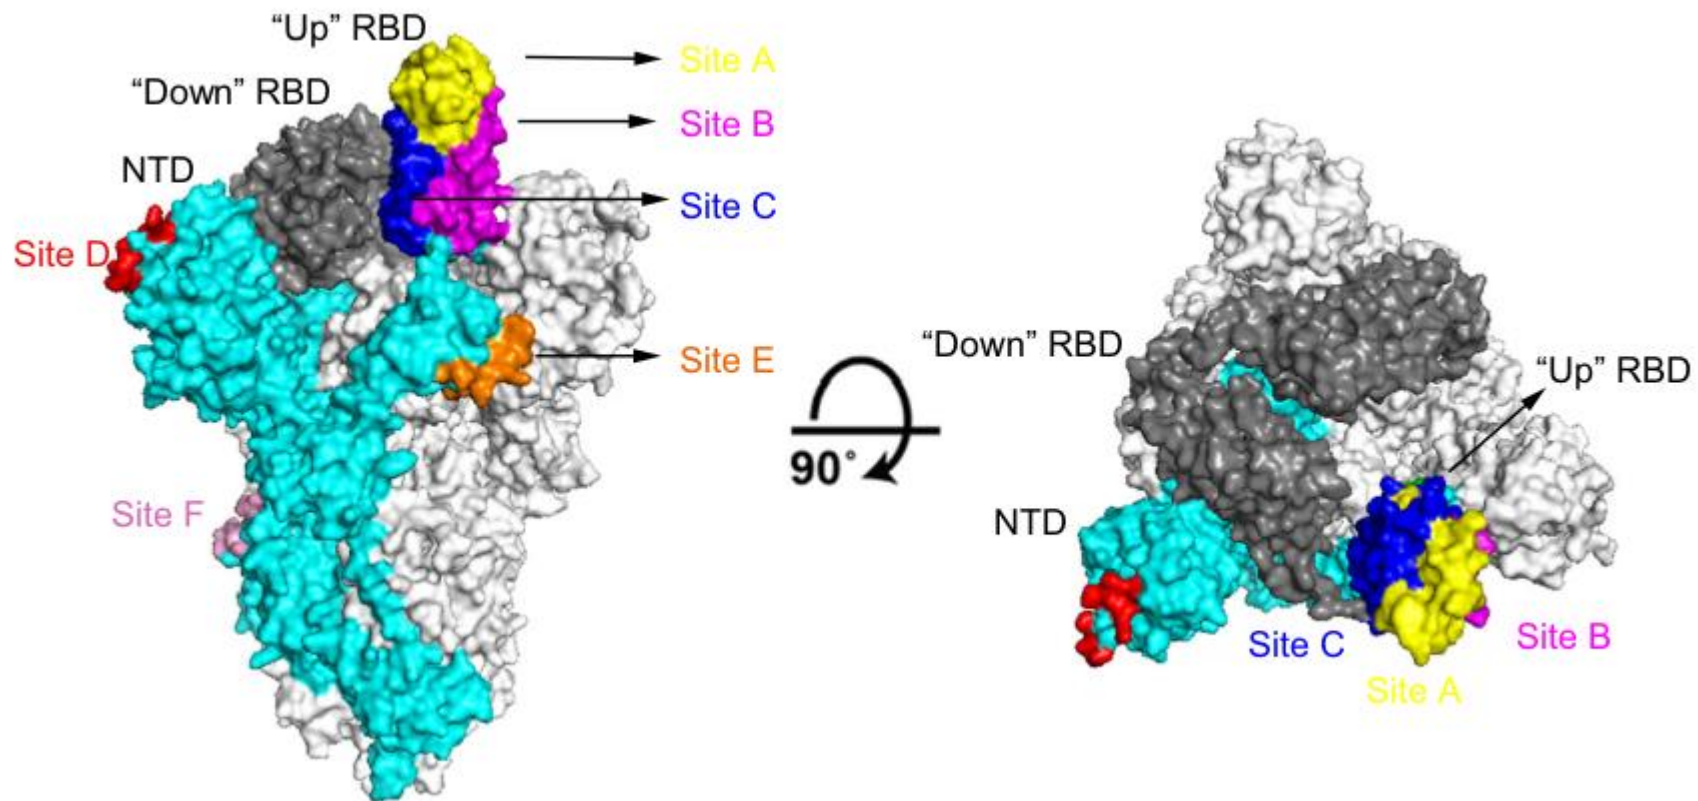 “Up” RBD
Site A
“Down” RBD
Site B
NTD
Site C
Site D
Site E
Site F
90°
“Down” RBD
“Up” RBD
NTD
Site C
Site B
Site A